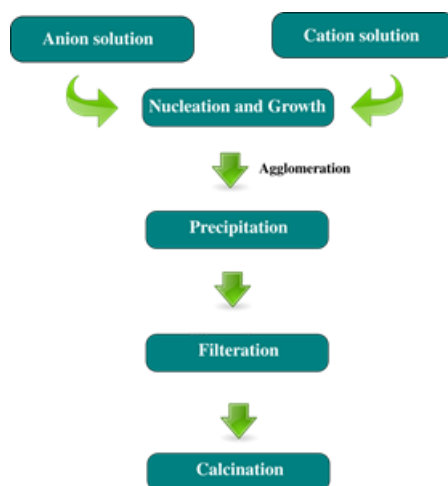 Anion solution
Cation solution
Nucleation and Growth
Agglomeration
Precipitation
Filteration
Calcination